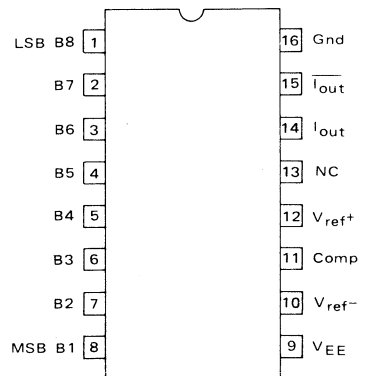 LSB B8 1 16 Gnd
B7 2 15 I̅o̅u̅t̅
B6 3 14 Iout
B5 4 13 NC
B4 5 12 Vref+
B3 6 11 Comp
B2 7 10 Vref−
MSB B1 8 9 VEE